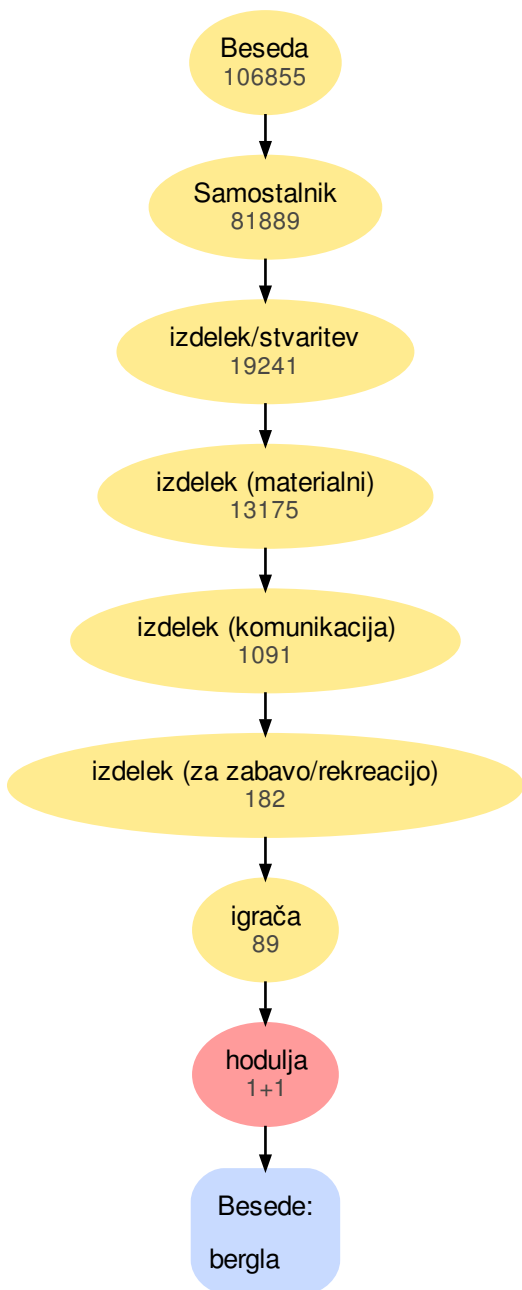 Beseda
106855
Samostalnik
81889
izdelek/stvaritev
19241
izdelek (materialni)
13175
izdelek (komunikacija)
1091
izdelek (za zabavo/rekreacijo)
182
igrača
89
hodulja
1+1
Besede:
bergla